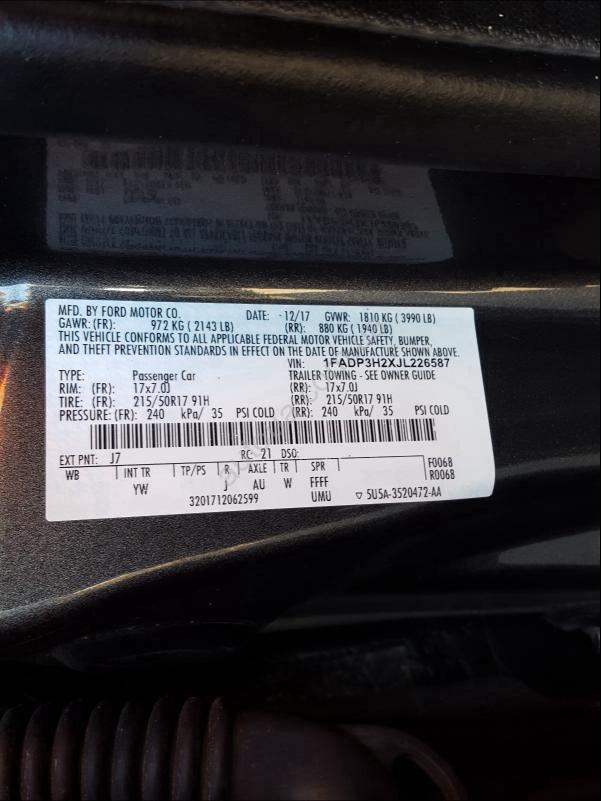 MFD. BY FORD MOTOR CO. DATE: -12/17 GVWR: 1810 KG ( 3990 LB)
GAWR: (FR): 972 KG ( 2143 LB) (RR): 880 KG ( 1940 LB)
THIS VEHICLE CONFORMS TO ALL APPLICABLE FEDERAL MOTOR VEHICLE SAFETY, BUMPER,
AND THEFT PREVENTION STANDARDS IN EFFECT ON THE DATE OF MANUFACTURE SHOWN ABOVE.
VIN: 1FADP3H2XJL226587
TYPE: Passenger Car TRAILER TOWING - SEE OWNER GUIDE
RIM: (FR): 17x7.0J (RR): 17x7.0J
TIRE: (FR): 215/50R17 91H (RR): 215/50R17 91H
PRESSURE: (FR): 240 kPa/ 35 PSI COLD (RR): 240 kPa/ 35 PSI COLD
EXT PNT: J7 RC: 21 DSO:
WB INT TR TP/PS R AXLE TR SPR F0068
YW J AU W FFFF R0068
3201712062599 UMU ▽ 5U5A-3520472-AA